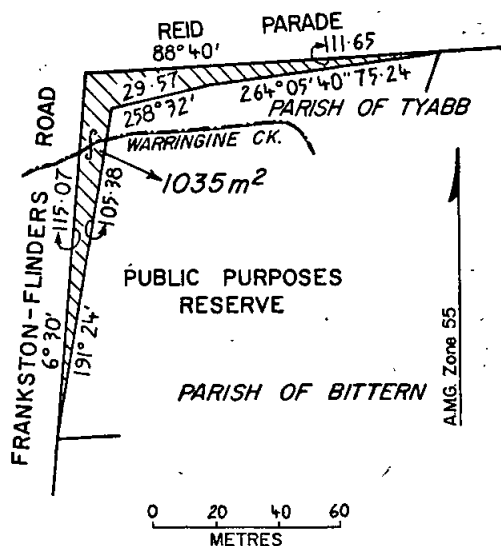 REID PARADE
88°40'
111.65
29.57
264°05'40" 75.24
258°32'
PARISH OF TYABB
WARRINGINE CK.
1035m²
FRANKSTON-FLINDERS ROAD
6°30'
115.07
105.38
191°24'
PUBLIC PURPOSES
RESERVE
PARISH OF BITTERN
A.M.G. Zone 55
0 20 40 60
METRES